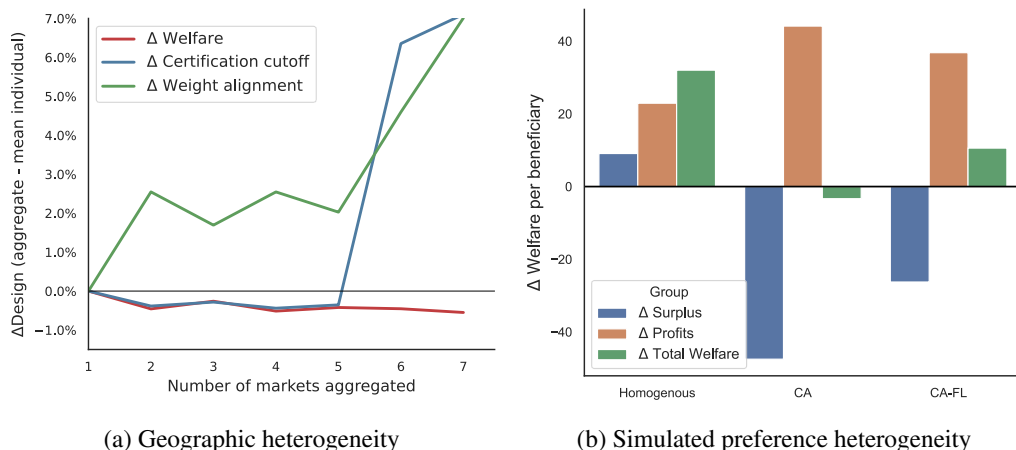 7.0%
6.0%
5.0%
4.0%
3.0%
2.0%
1.0%
0.0%
−1.0%
ΔDesign (aggregate - mean individual)
Δ Welfare
Δ Certification cutoff
Δ Weight alignment
1 2 3 4 5 6 7
Number of markets aggregated
(a) Geographic heterogeneity
40
20
0
−20
−40
Δ Welfare per beneficiary
Group
Δ Surplus
Δ Profits
Δ Total Welfare
Homogenous CA CA-FL
(b) Simulated preference heterogeneity